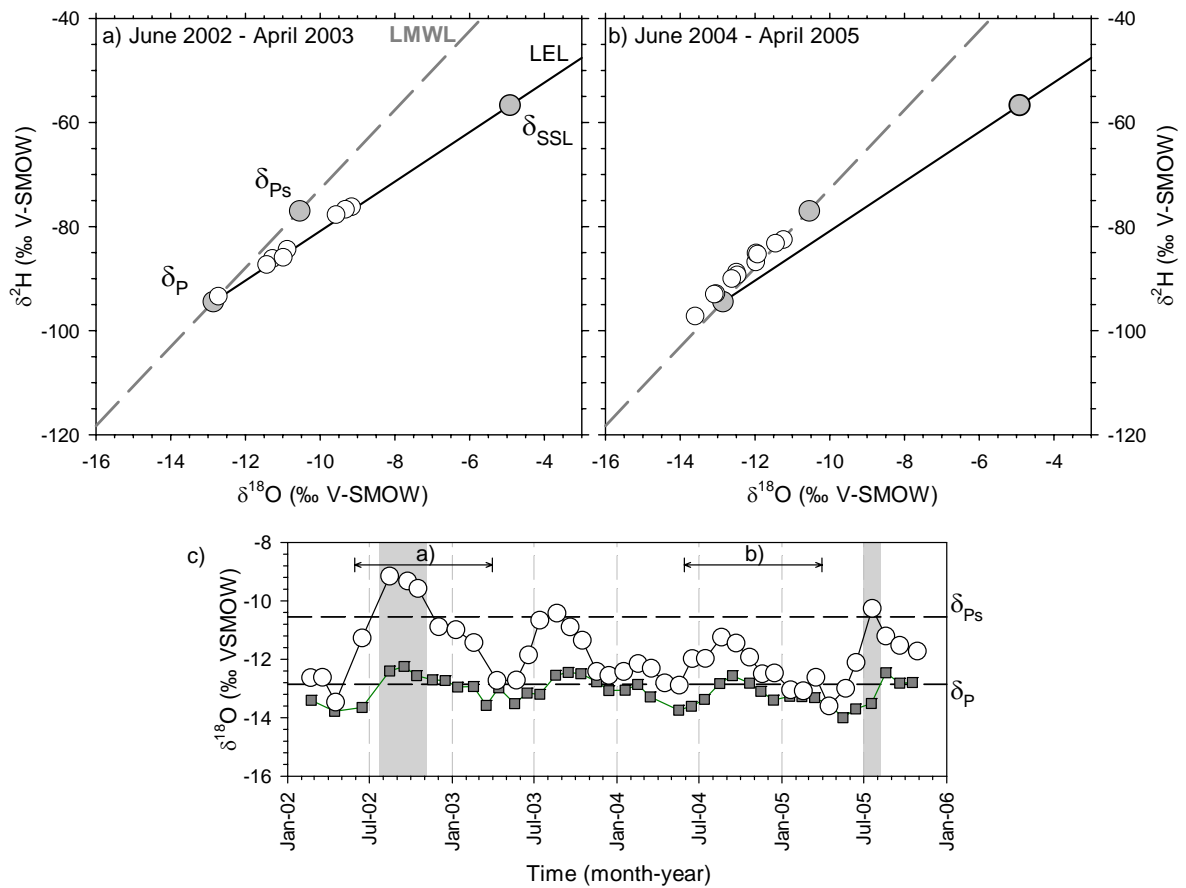 a) June 2002 - April 2003
LMWL
LEL
δSSL
δPs
δP
-40
-60
-80
-100
-120
δ2H (‰ V-SMOW)
-16 -14 -12 -10 -8 -6 -4
δ18O (‰ V-SMOW)
b) June 2004 - April 2005
-40
-60
-80
-100
-120
δ2H (‰ V-SMOW)
-16 -14 -12 -10 -8 -6 -4
δ18O (‰ V-SMOW)
c)
a)
b)
-8
-10
-12
-14
-16
δ18O (‰ VSMOW)
δPs
δP
Jan-02 Jul-02 Jan-03 Jul-03 Jan-04 Jul-04 Jan-05 Jul-05 Jan-06
Time (month-year)